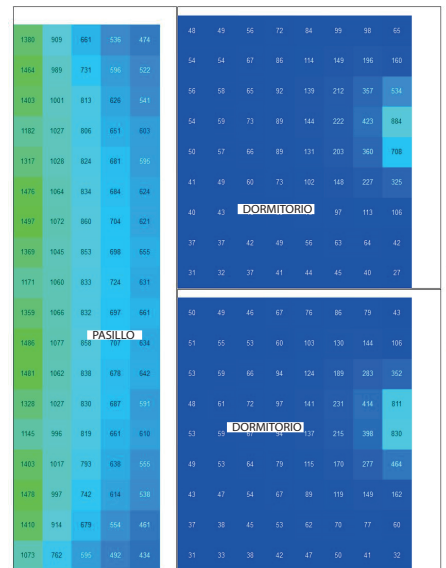 1380 909 661 536 474
1464 989 731 596 522
1403 1001 813 626 541
1182 1027 806 651 603
1317 1028 824 681 595
1476 1064 834 684 624
1497 1072 860 704 621
1369 1045 853 698 655
1171 1060 833 724 631
1359 1066 832 697 661
PASILLO
1486 1077 858 707 634
1481 1062 838 678 642
1328 1027 830 687 591
1145 996 819 661 618
1403 1017 793 638 555
1478 997 742 614 538
1410 914 679 554 461
1073 762 595 492 434
48 49 56 72 84 99 98 65
54 54 67 86 114 149 196 160
56 58 65 92 139 212 357 534
54 59 73 89 144 222 423 884
50 57 66 89 131 203 360 708
41 49 60 73 102 148 227 325
40 43 DORMITORIO 97 113 106
37 37 42 49 56 63 64 42
31 32 37 41 44 45 40 27
50 49 46 67 76 86 79 43
51 55 53 60 103 130 144 106
53 59 66 94 124 189 283 352
48 61 72 97 141 231 414 811
DORMITORIO
53 59 67 94 137 215 398 830
49 53 64 79 115 170 277 464
43 47 54 67 89 119 149 162
37 38 45 53 62 70 77 60
31 33 38 42 47 50 41 32